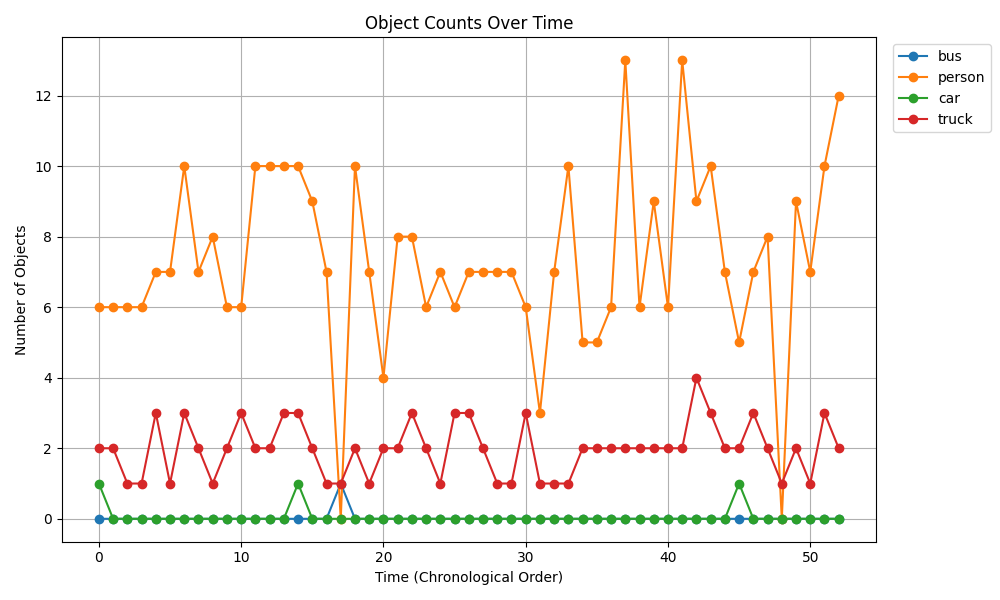 Object Counts Over Time
bus
person
car
truck
Number of Objects
12
10
8
6
4
2
0
0 10 20 30 40 50
Time (Chronological Order)